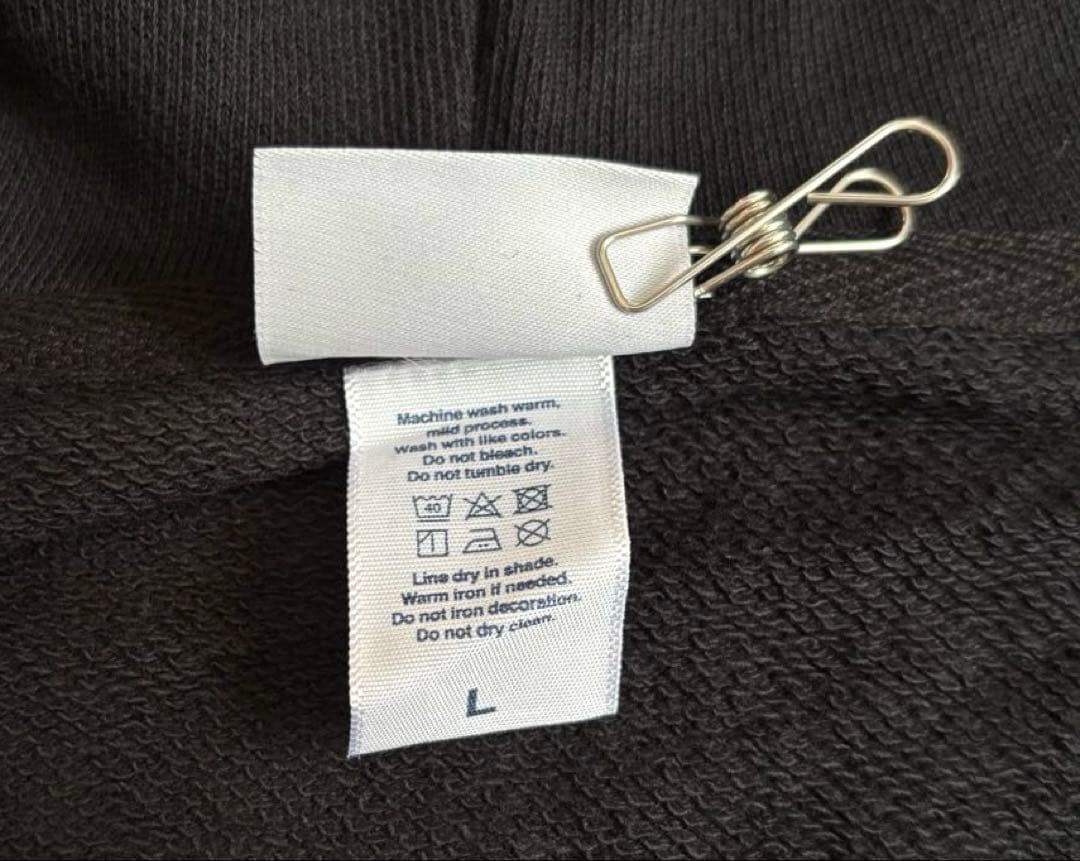 Machine wash warm,
mild process.
Wash with like colors.
Do not bleach.
Do not tumble dry.
40
Line dry in shade.
Warm iron if needed.
Do not iron decoration.
Do not dry clean.
L